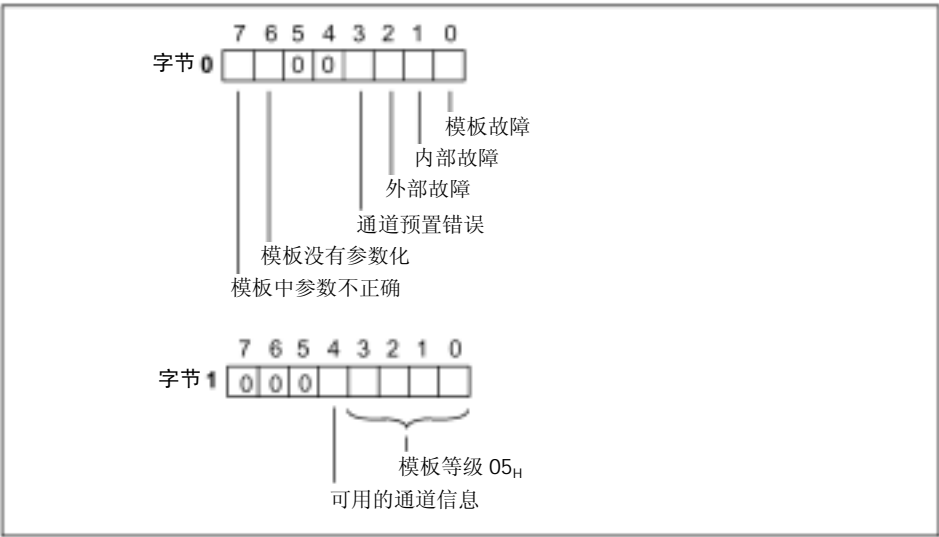 7 6 5 4 3 2 1 0
字节 0 0 0
模板故障
内部故障
外部故障
通道预置错误
模板没有参数化
模板中参数不正确
7 6 5 4 3 2 1 0
字节 1 0 0 0
模板等级 05H
可用的通道信息